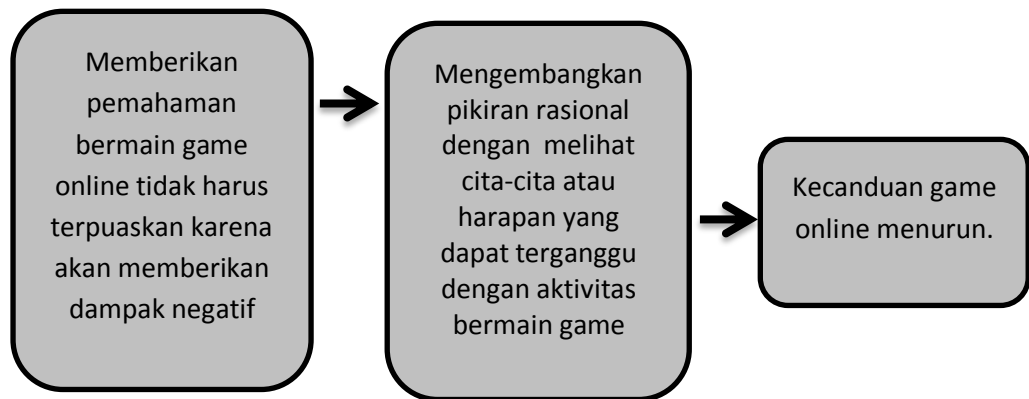 Memberikan
pemahaman
bermain game
online tidak harus
terpuaskan karena
akan memberikan
dampak negatif
Mengembangkan
pikiran rasional
dengan melihat
cita-cita atau
harapan yang
dapat terganggu
dengan aktivitas
bermain game
Kecanduan game
online menurun.